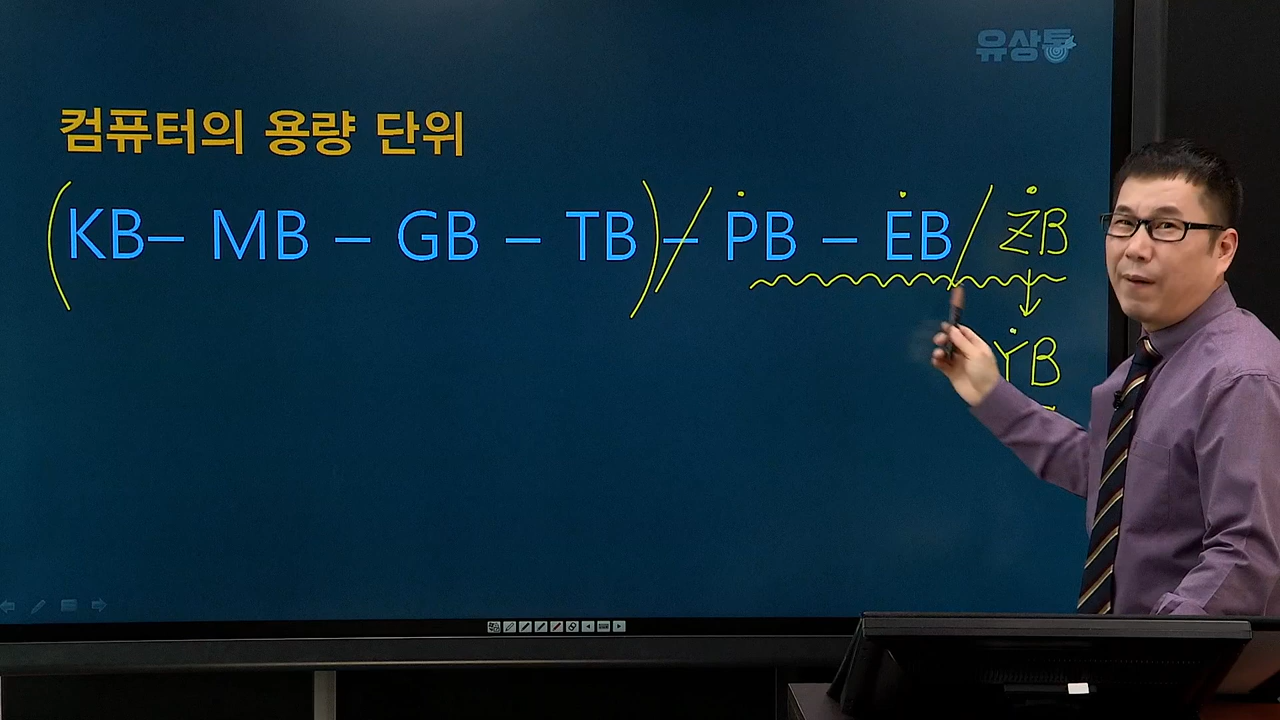 유상통
컴퓨터의 용량 단위
(KB– MB – GB – TB) / – PB – EB / ZB
YB